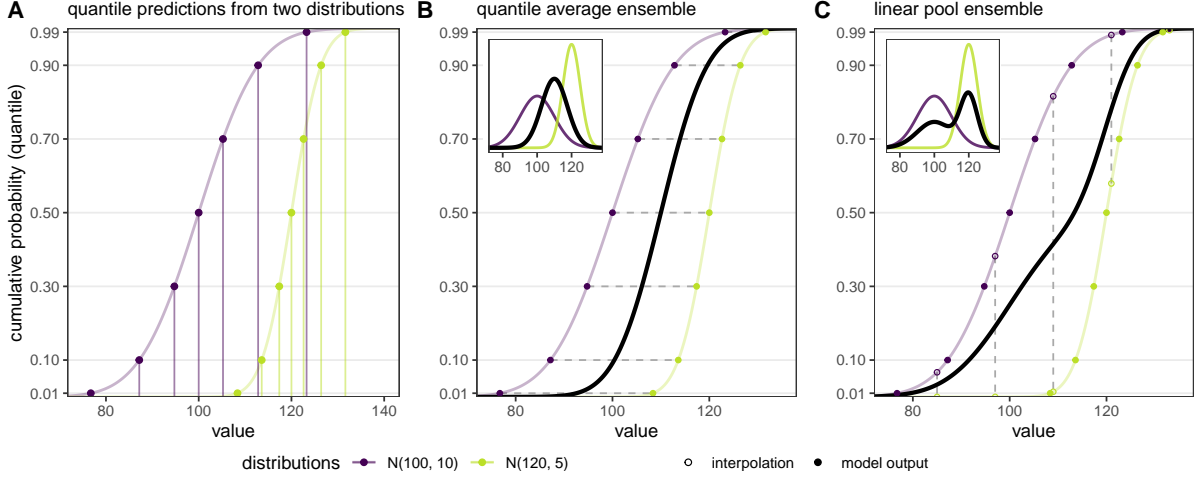 A quantile predictions from two distributions
B quantile average ensemble
C linear pool ensemble
cumulative probability (quantile)
0.99
0.90
0.70
0.50
0.30
0.10
0.01
80 100 120 140
value
0.99
0.90
0.70
0.50
0.30
0.10
0.01
80 100 120
80 100 120
value
0.99
0.90
0.70
0.50
0.30
0.10
0.01
80 100 120
80 100 120
value
distributions N(100, 10) N(120, 5) interpolation model output